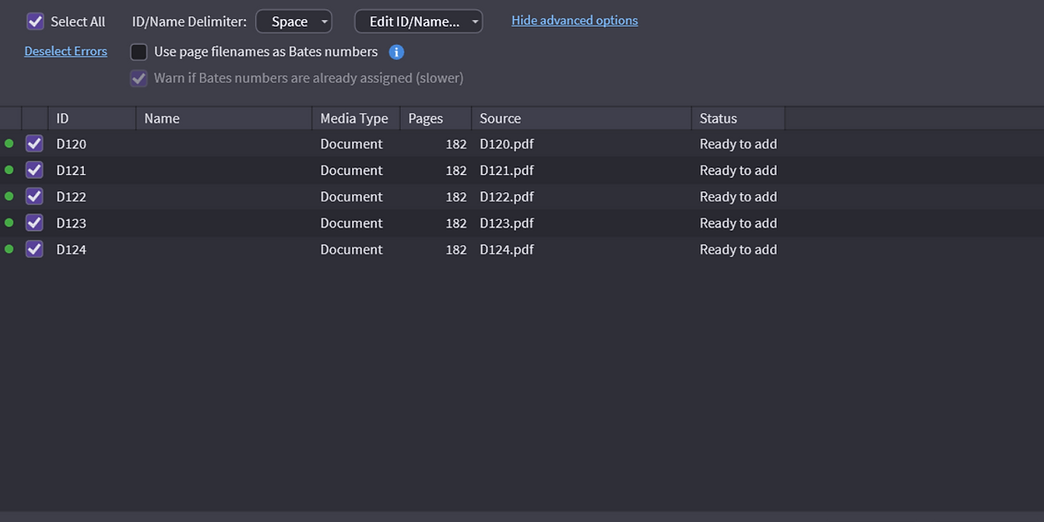 Select All ID/Name Delimiter: Space Edit ID/Name... Hide advanced options
Deselect Errors Use page filenames as Bates numbers i
Warn if Bates numbers are already assigned (slower)
ID Name Media Type Pages Source Status
D120 Document 182 D120.pdf Ready to add
D121 Document 182 D121.pdf Ready to add
D122 Document 182 D122.pdf Ready to add
D123 Document 182 D123.pdf Ready to add
D124 Document 182 D124.pdf Ready to add